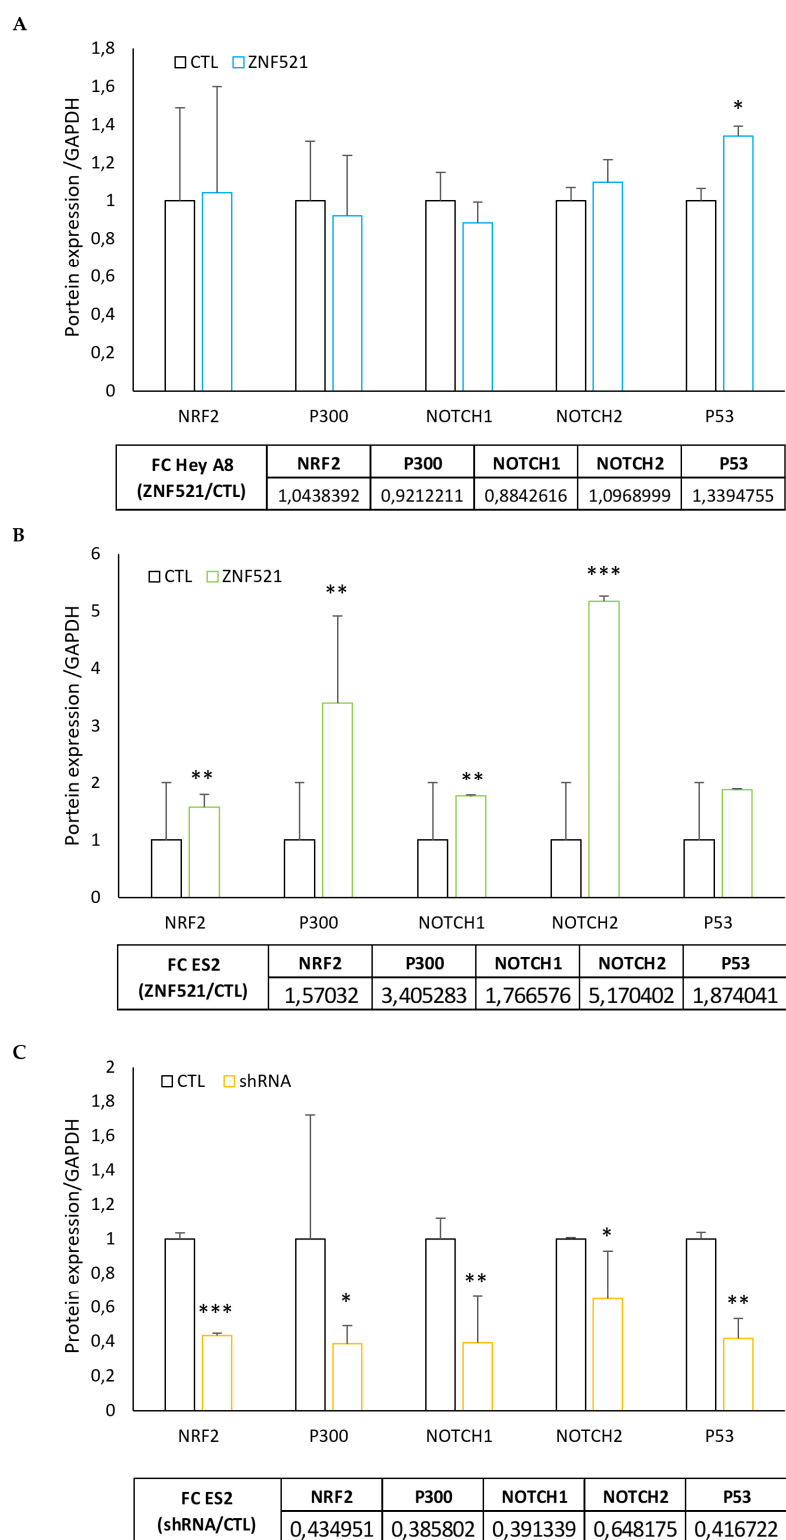 A
1,8
CTL ZNF521
1,6
*
1,4
1,2
1
0,8
0,6
0,4
0,2
0
Portein expression /GAPDH
NRF2 P300 NOTCH1 NOTCH2 P53
FC Hey A8 (ZNF521/CTL)
NRF2 P300 NOTCH1 NOTCH2 P53
1,0438392 0,9212211 0,8842616 1,0968999 1,3394755
B
6
CTL ZNF521
***
**
5
4
3
2
** **
1
0
Portein expression /GAPDH
NRF2 P300 NOTCH1 NOTCH2 P53
FC ES2 (ZNF521/CTL)
NRF2 P300 NOTCH1 NOTCH2 P53
1,57032 3,405283 1,766576 5,170402 1,874041
C
2
CTL shRNA
1,8
1,6
1,4
1,2
1
*
0,8
**
0,6
*** * **
0,4
0,2
0
Protein expression/GAPDH
NRF2 P300 NOTCH1 NOTCH2 P53
FC ES2 (shRNA/CTL)
NRF2 P300 NOTCH1 NOTCH2 P53
0,434951 0,385802 0,391339 0,648175 0,416722